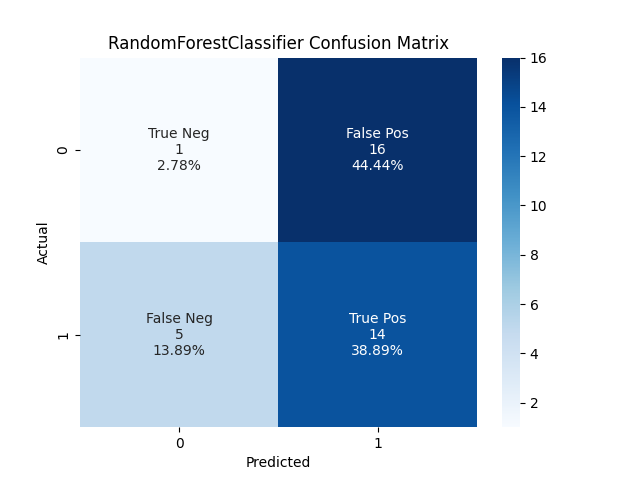 RandomForestClassifier Confusion Matrix
True Neg
1
2.78%
False Pos
16
44.44%
False Neg
5
13.89%
True Pos
14
38.89%
0
1
Actual
0
1
Predicted
16
14
12
10
8
6
4
2